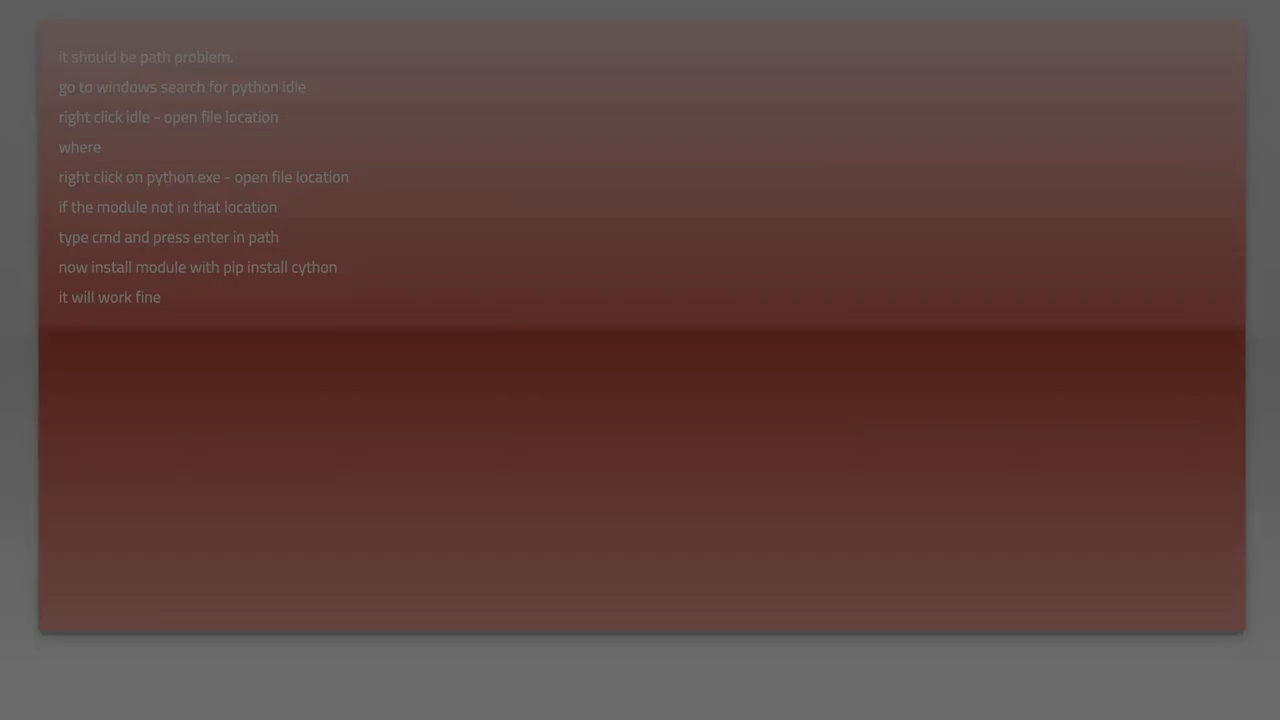 it should be path problem.
go to windows search for python idle
right click idle - open file location
where
right click on python.exe - open file location
if the module not in that location
type cmd and press enter in path
now install module with pip install cython
it will work fine